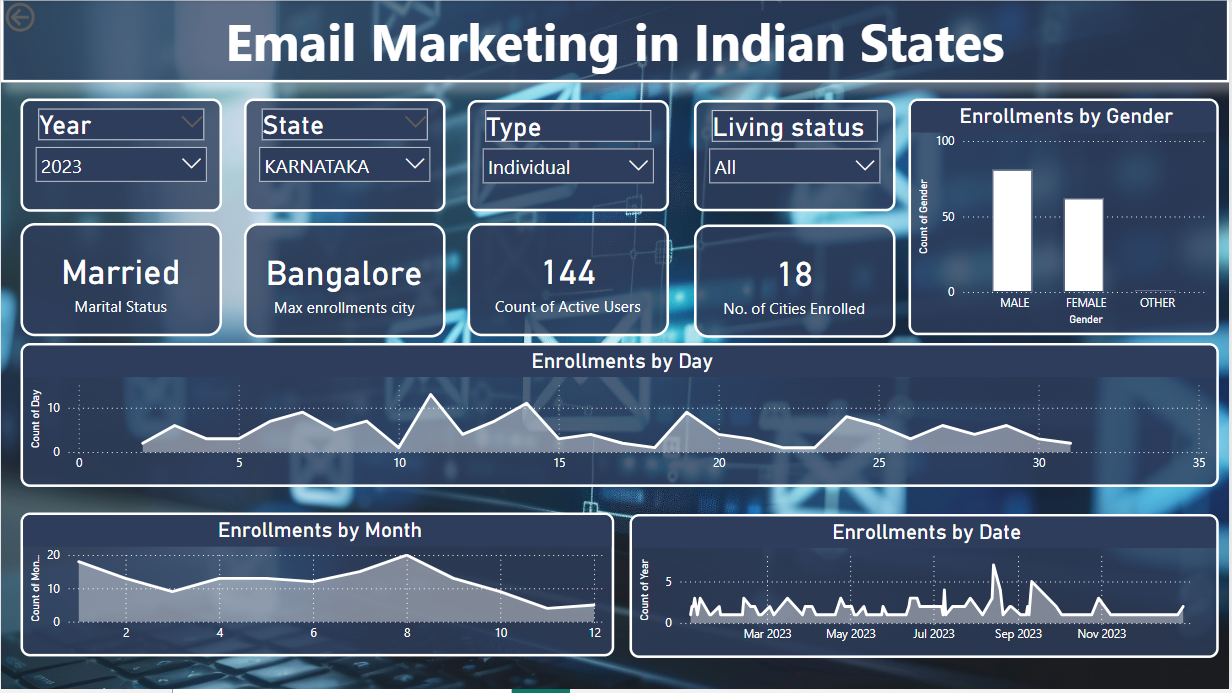 Email Marketing in Indian States
Year
2023
State
KARNATAKA
Type
Individual
Living status
All
Married
Marital Status
Bangalore
Max enrollments city
144
Count of Active Users
18
No. of Cities Enrolled
Enrollments by Gender
Count of Gender
100
50
0
MALE FEMALE OTHER
Gender
Enrollments by Day
Count of Day
10
0
0 5 10 15 20 25 30 35
Enrollments by Month
Count of Mon...
20
10
0
2 4 6 8 10 12
Enrollments by Date
Count of Year
5
0
Mar 2023 May 2023 Jul 2023 Sep 2023 Nov 2023